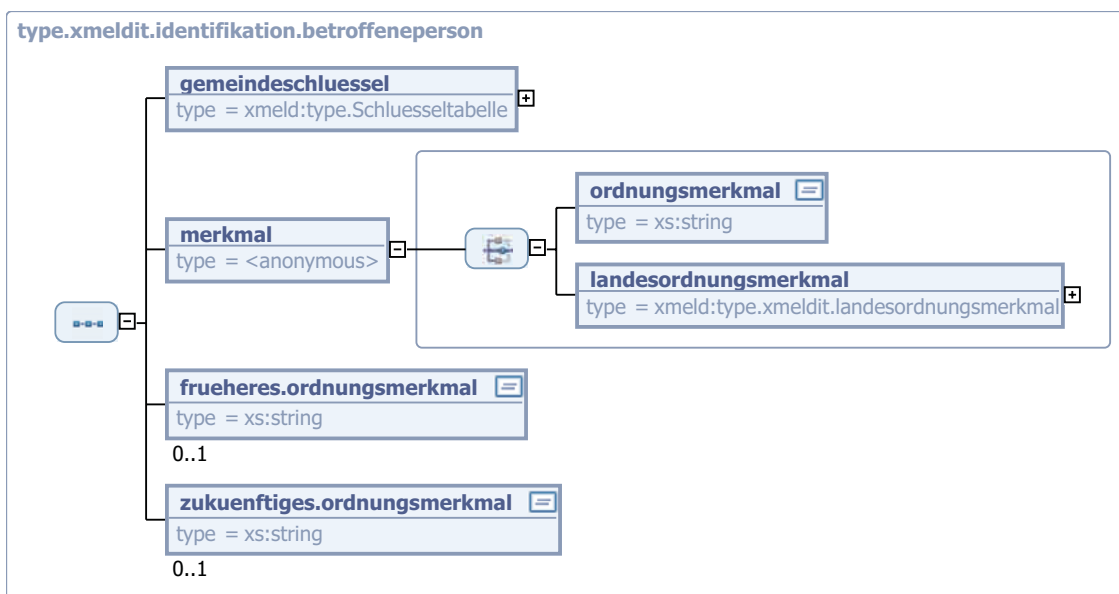 type.xmeldit.identifikation.betroffeneperson
gemeindeschluessel
type = xmeld:type.Schluesseltabelle
merkmal
type = <anonymous>
ordnungsmerkmal
type = xs:string
landesordnungsmerkmal
type = xmeld:type.xmeldit.landesordnungsmerkmal
frueheres.ordnungsmerkmal
type = xs:string
0..1
zukuenftiges.ordnungsmerkmal
type = xs:string
0..1